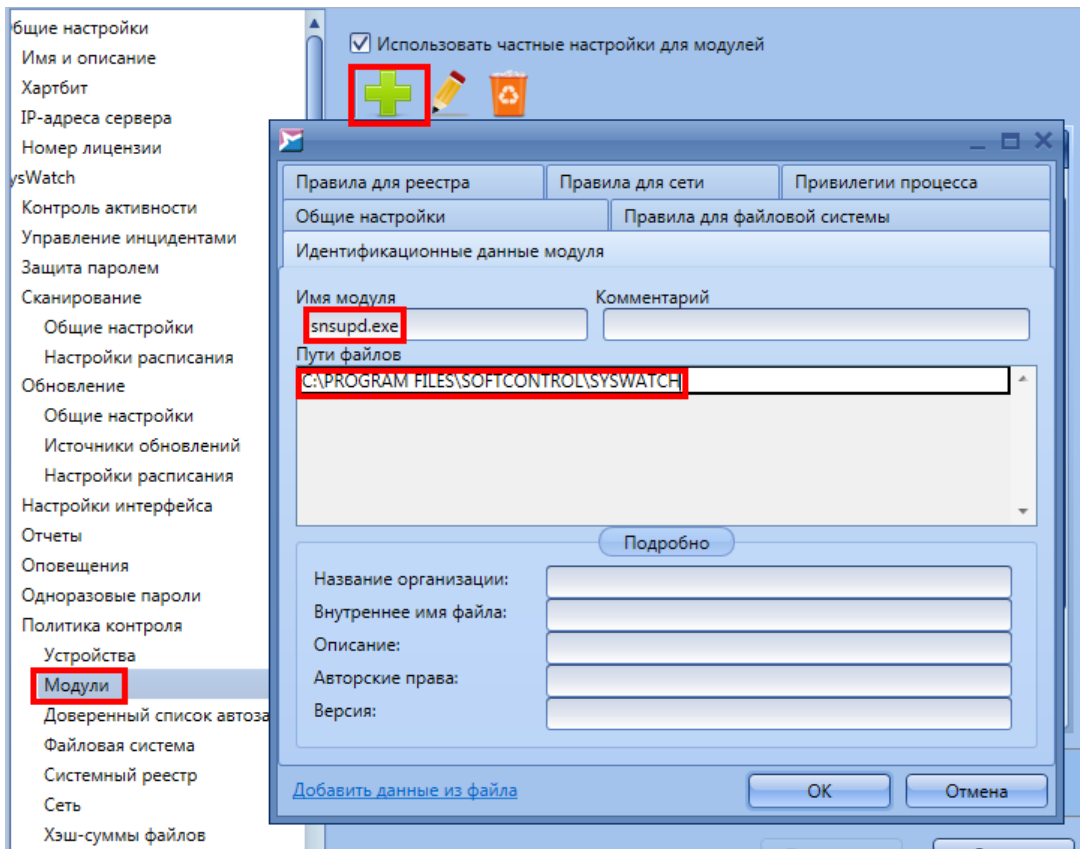 бщие настройки
Имя и описание
Хартбит
IP-адреса сервера
Номер лицензии
ysWatch
Контроль активности
Управление инцидентами
Защита паролем
Сканирование
Общие настройки
Настройки расписания
Обновление
Общие настройки
Источники обновлений
Настройки расписания
Настройки интерфейса
Отчеты
Оповещения
Одноразовые пароли
Политика контроля
Устройства
Модули
Доверенный список автоза
Файловая система
Системный реестр
Сеть
Хэш-суммы файлов
Использовать частные настройки для модулей
Правила для реестра
Правила для сети
Привилегии процесса
Общие настройки
Правила для файловой системы
Идентификационные данные модуля
Имя модуля
Комментарий
snsupd.exe
Пути файлов
C:\PROGRAM FILES\SOFTCONTROL\SYSWATCH
Подробно
Название организации:
Внутреннее имя файла:
Описание:
Авторские права:
Версия:
Добавить данные из файла
OK
Отмена